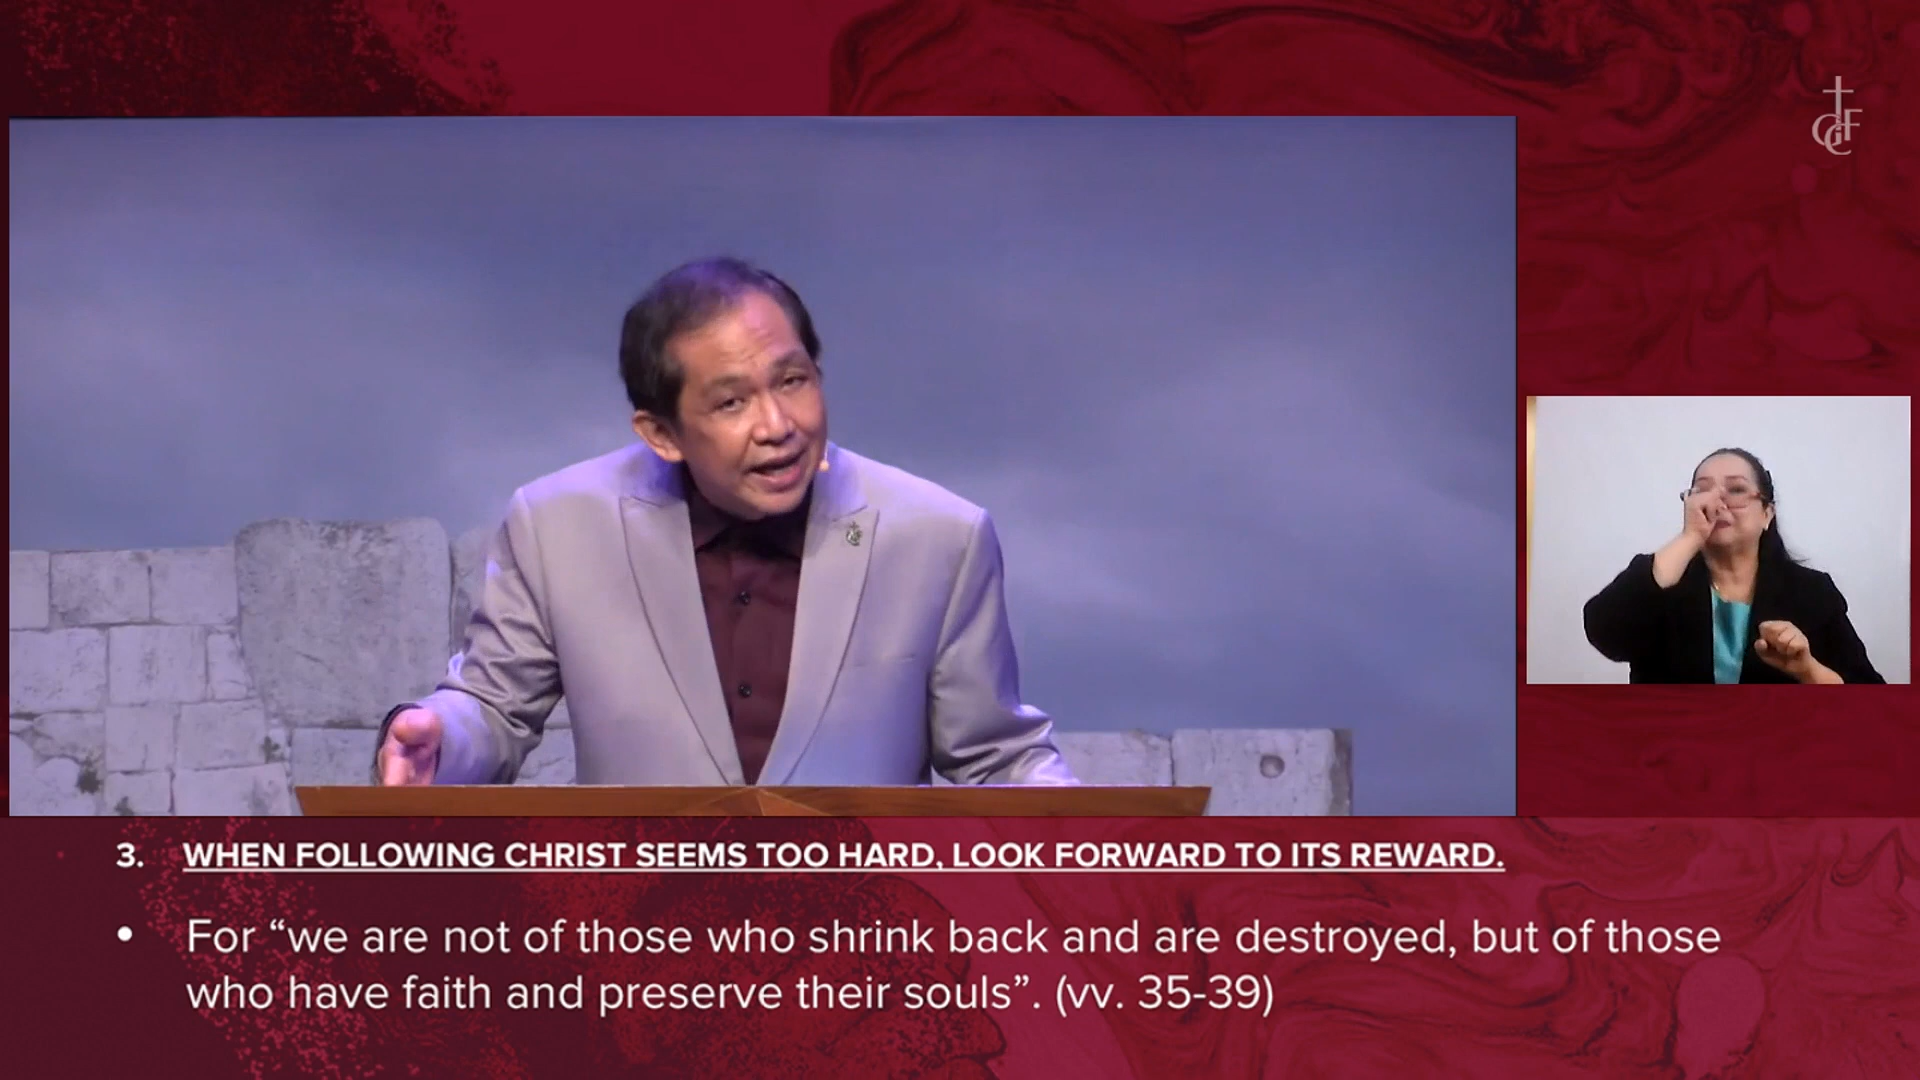 GCF
3. WHEN FOLLOWING CHRIST SEEMS TOO HARD, LOOK FORWARD TO ITS REWARD.
• For “we are not of those who shrink back and are destroyed, but of those
who have faith and preserve their souls”. (vv. 35-39)